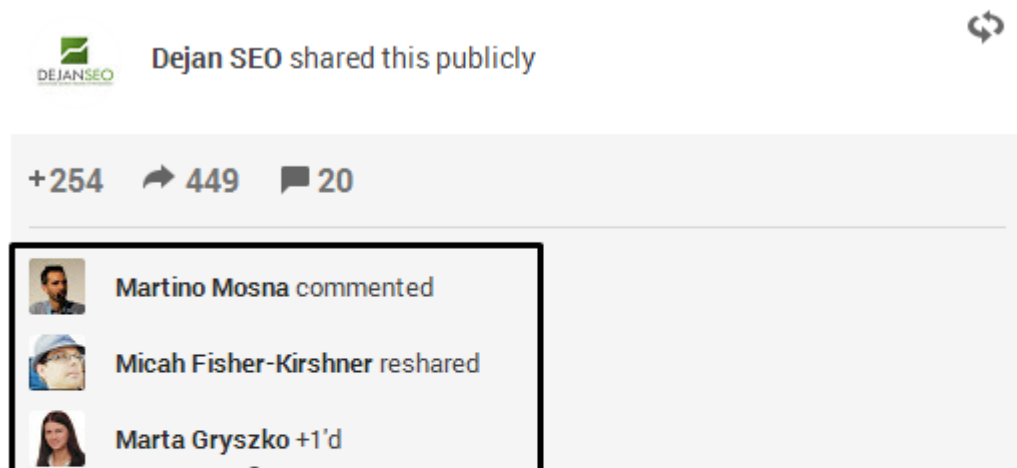 Dejan SEO shared this publicly
DEJANSEO
+254 449 20
Martino Mosna commented
Micah Fisher-Kirshner reshared
Marta Gryszko +1'd